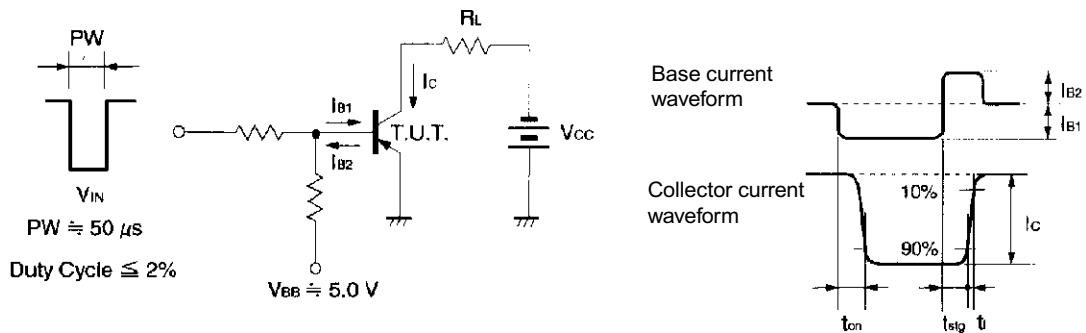 PW
VIN
PW ≒ 50 μs
Duty Cycle ≦ 2%
IB1
IB2
VBB ≒ 5.0 V
RL
IC
T.U.T.
VCC
Base current
waveform
IB2
IB1
Collector current
waveform
10%
90%
IC
ton
tstg
tf